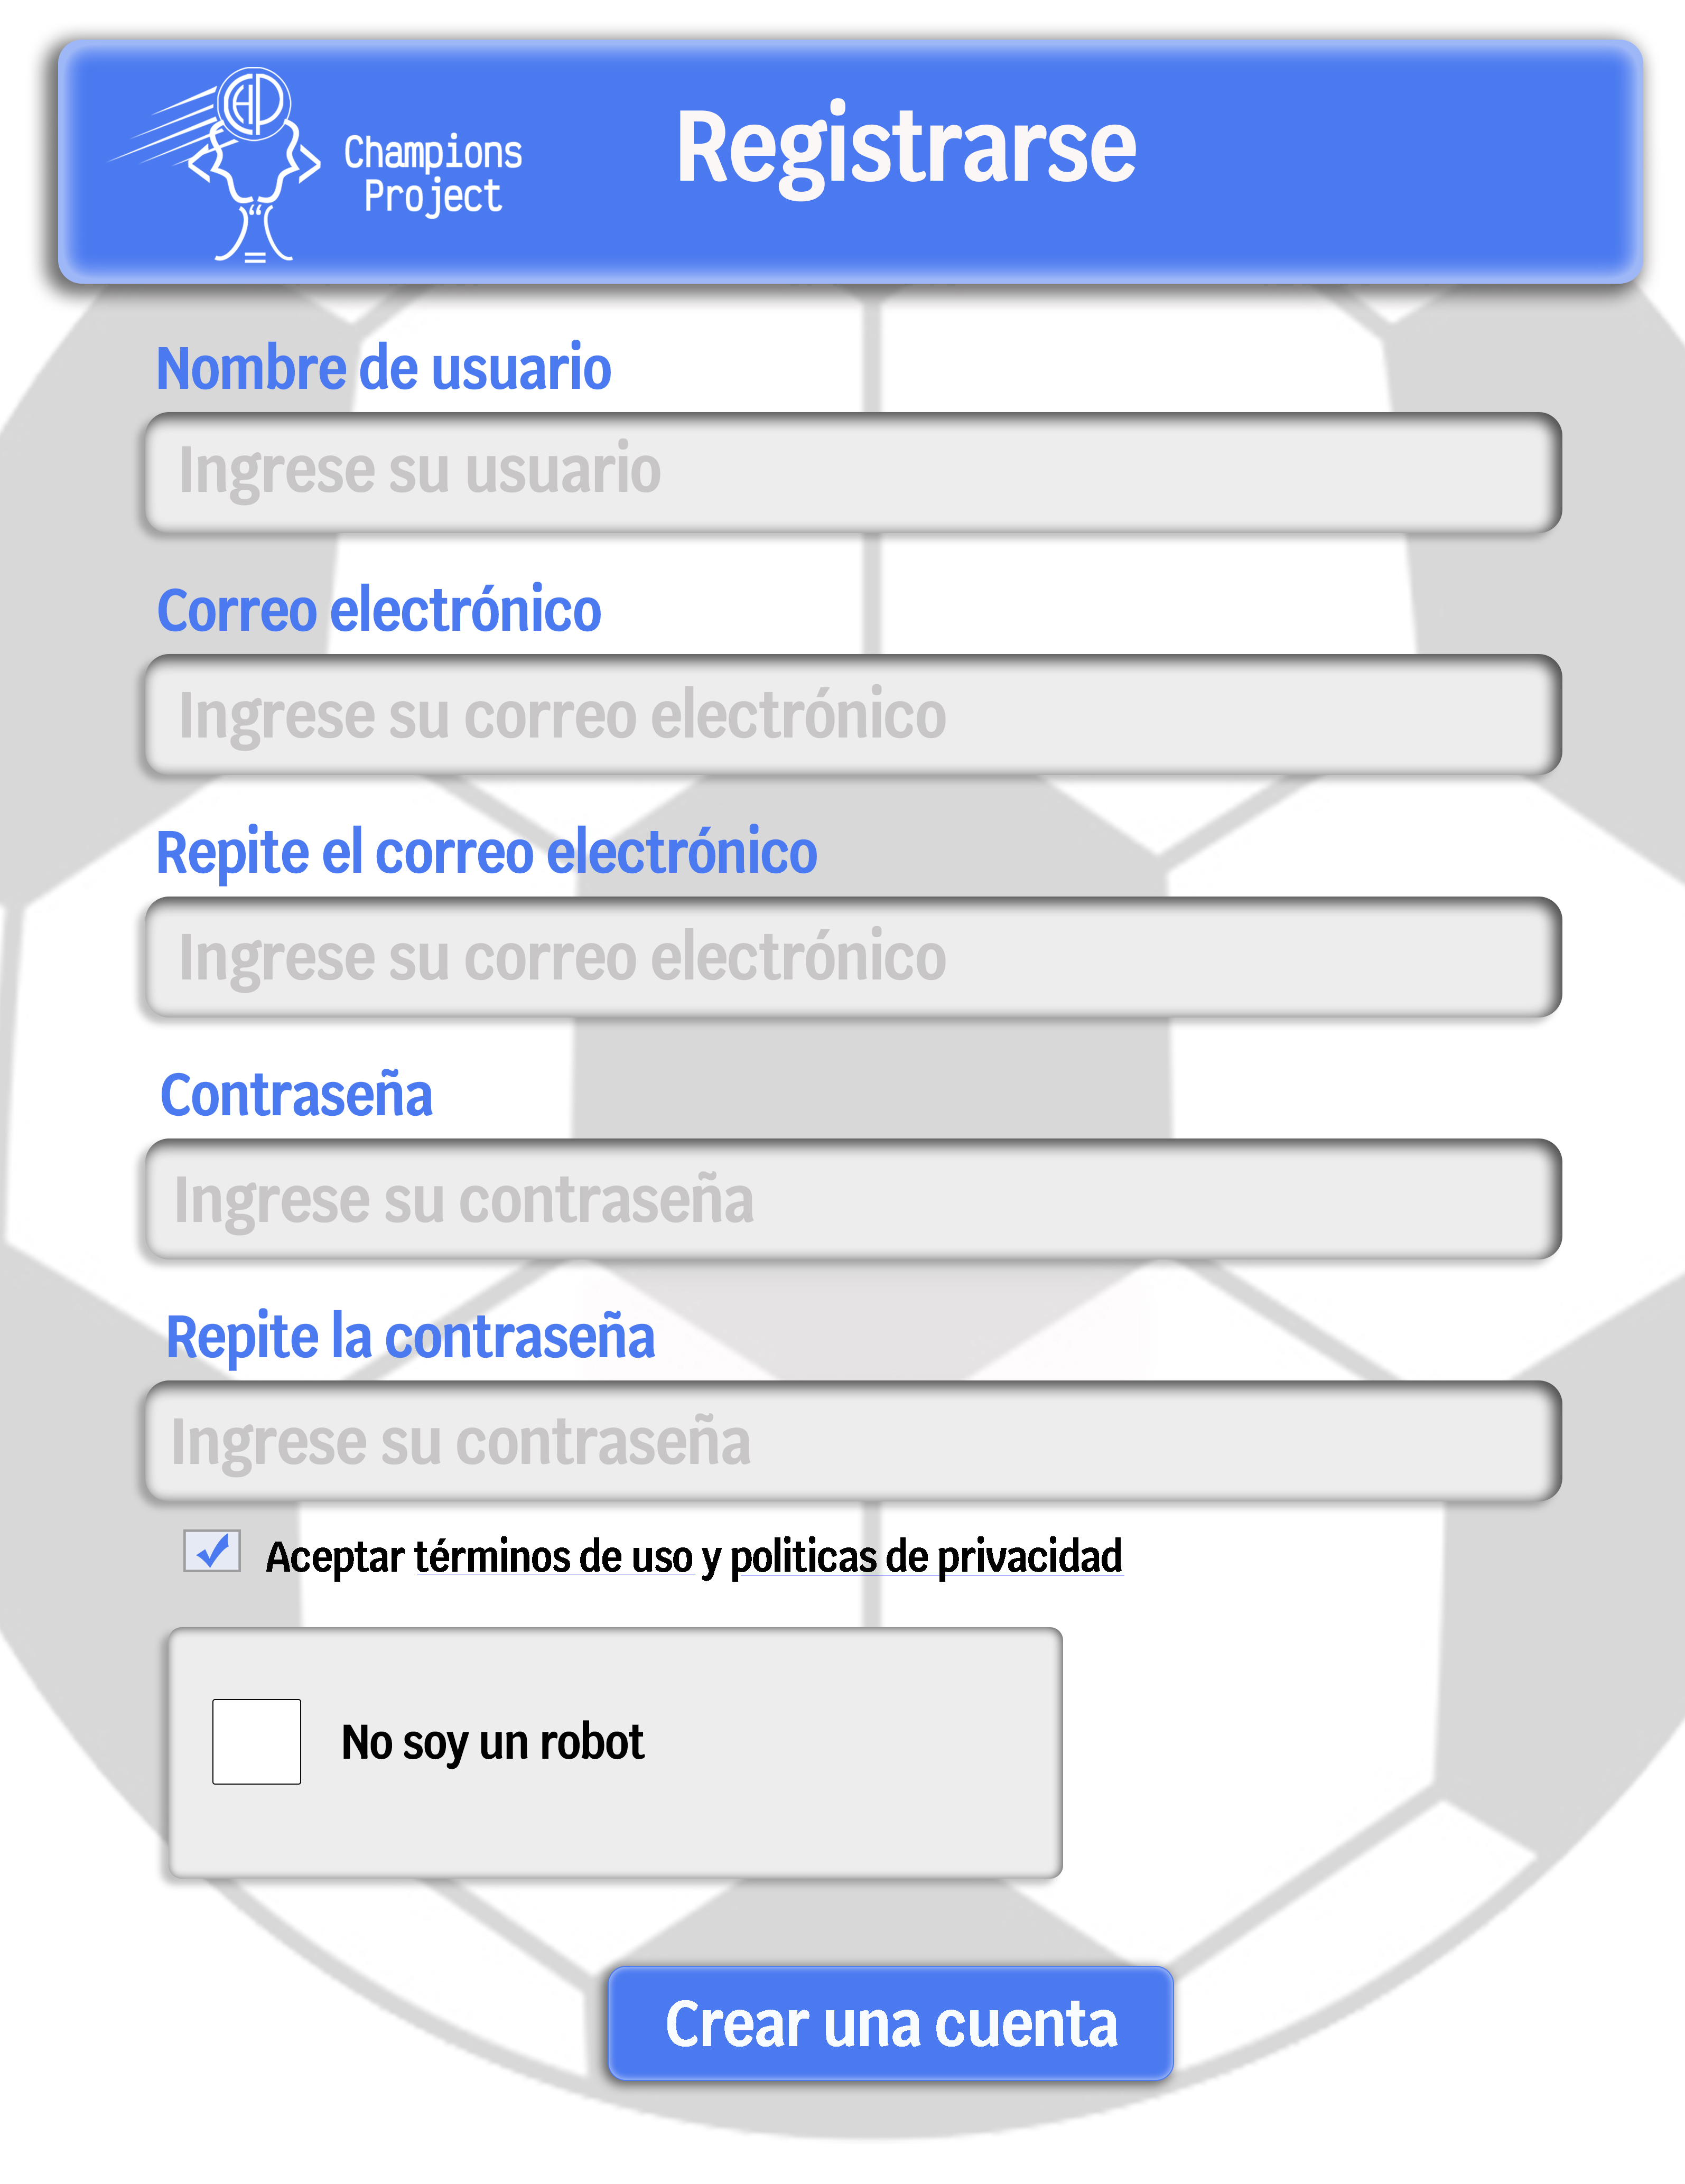 CHP
Champions
Project
Registrarse
Nombre de usuario
Ingrese su usuario
Correo electrónico
Ingrese su correo electrónico
Repite el correo electrónico
Ingrese su correo electrónico
Contraseña
Ingrese su contraseña
Repite la contraseña
Ingrese su contraseña
Aceptar términos de uso y politicas de privacidad
No soy un robot
Crear una cuenta